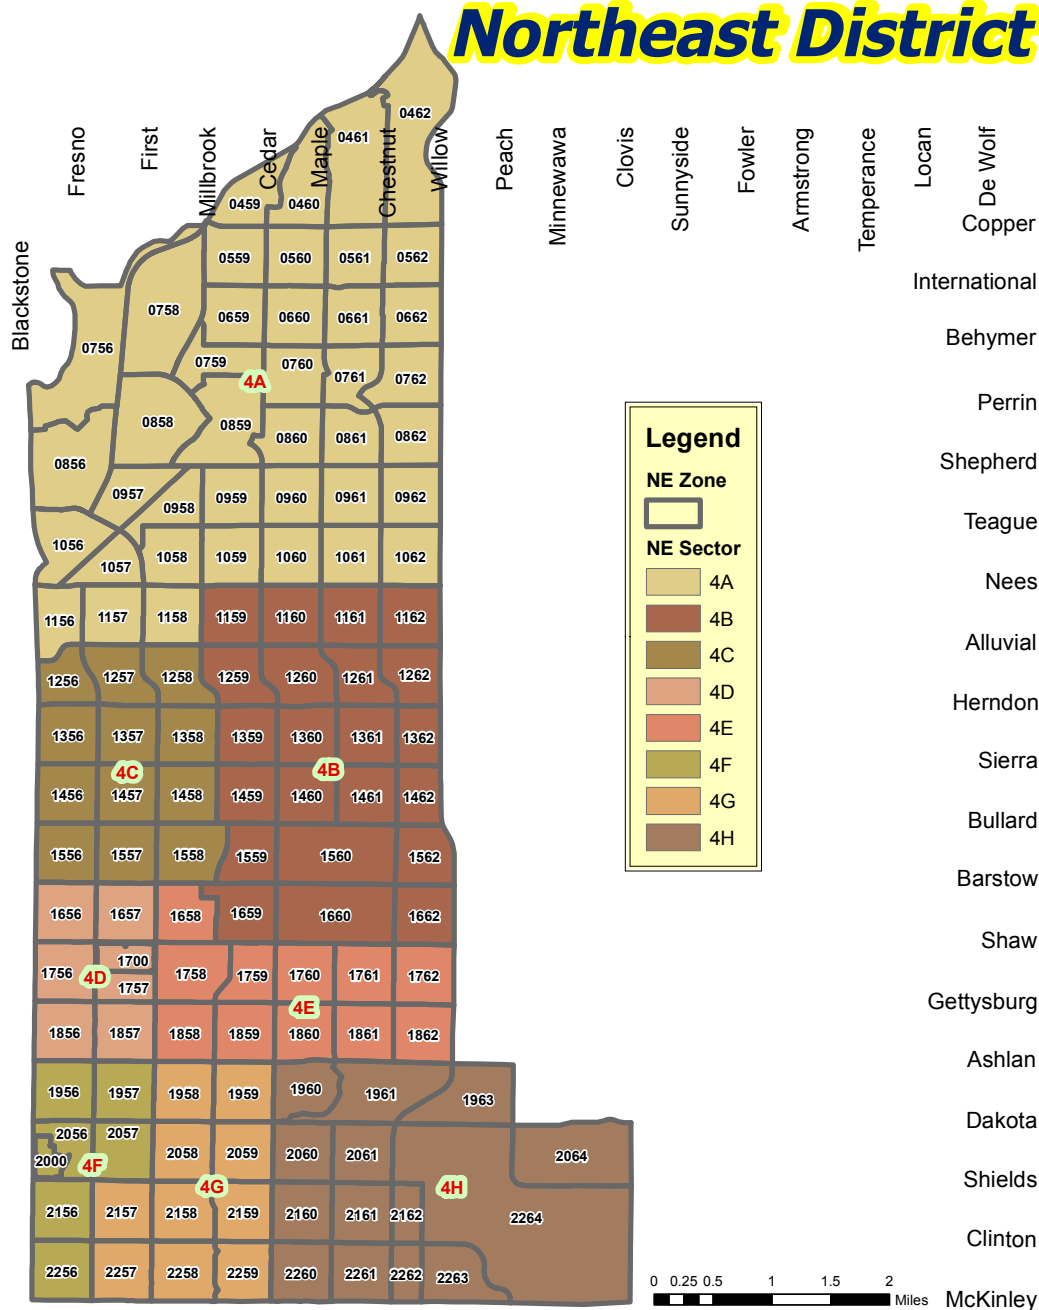 Northeast District
Blackstone
Fresno
First
Millbrook
Cedar
Maple
Chestnut
Willow
Peach
Minnewawa
Clovis
Sunnyside
Fowler
Armstrong
Temperance
Locan
De Wolf
Copper
International
Behymer
Perrin
Shepherd
Teague
Nees
Alluvial
Herndon
Sierra
Bullard
Barstow
Shaw
Gettysburg
Ashlan
Dakota
Shields
Clinton
McKinley
0462
0461
0459 0460
0559 0560 0561 0562
0758 0659 0660 0661 0662
0756 0759 0760 0761 0762
4A
0858 0859 0860 0861 0862
0856
0957 0958 0959 0960 0961 0962
1056 1057 1058 1059 1060 1061 1062
1156 1157 1158 1159 1160 1161 1162
1256 1257 1258 1259 1260 1261 1262
1356 1357 1358 1359 1360 1361 1362
4C 4B
1456 1457 1458 1459 1460 1461 1462
1556 1557 1558 1559 1560 1562
1656 1657 1658 1659 1660 1662
1700
1756 4D 1757 1758 1759 1760 1761 1762
4E
1856 1857 1858 1859 1860 1861 1862
1956 1957 1958 1959 1960 1961 1963
2056 2057
2000 4F 2058 2059 2060 2061 2064
4G 4H
2156 2157 2158 2159 2160 2161 2162 2264
2256 2257 2258 2259 2260 2261 2262 2263
Legend
NE Zone
NE Sector
4A
4B
4C
4D
4E
4F
4G
4H
0 0.25 0.5 1 1.5 2
Miles